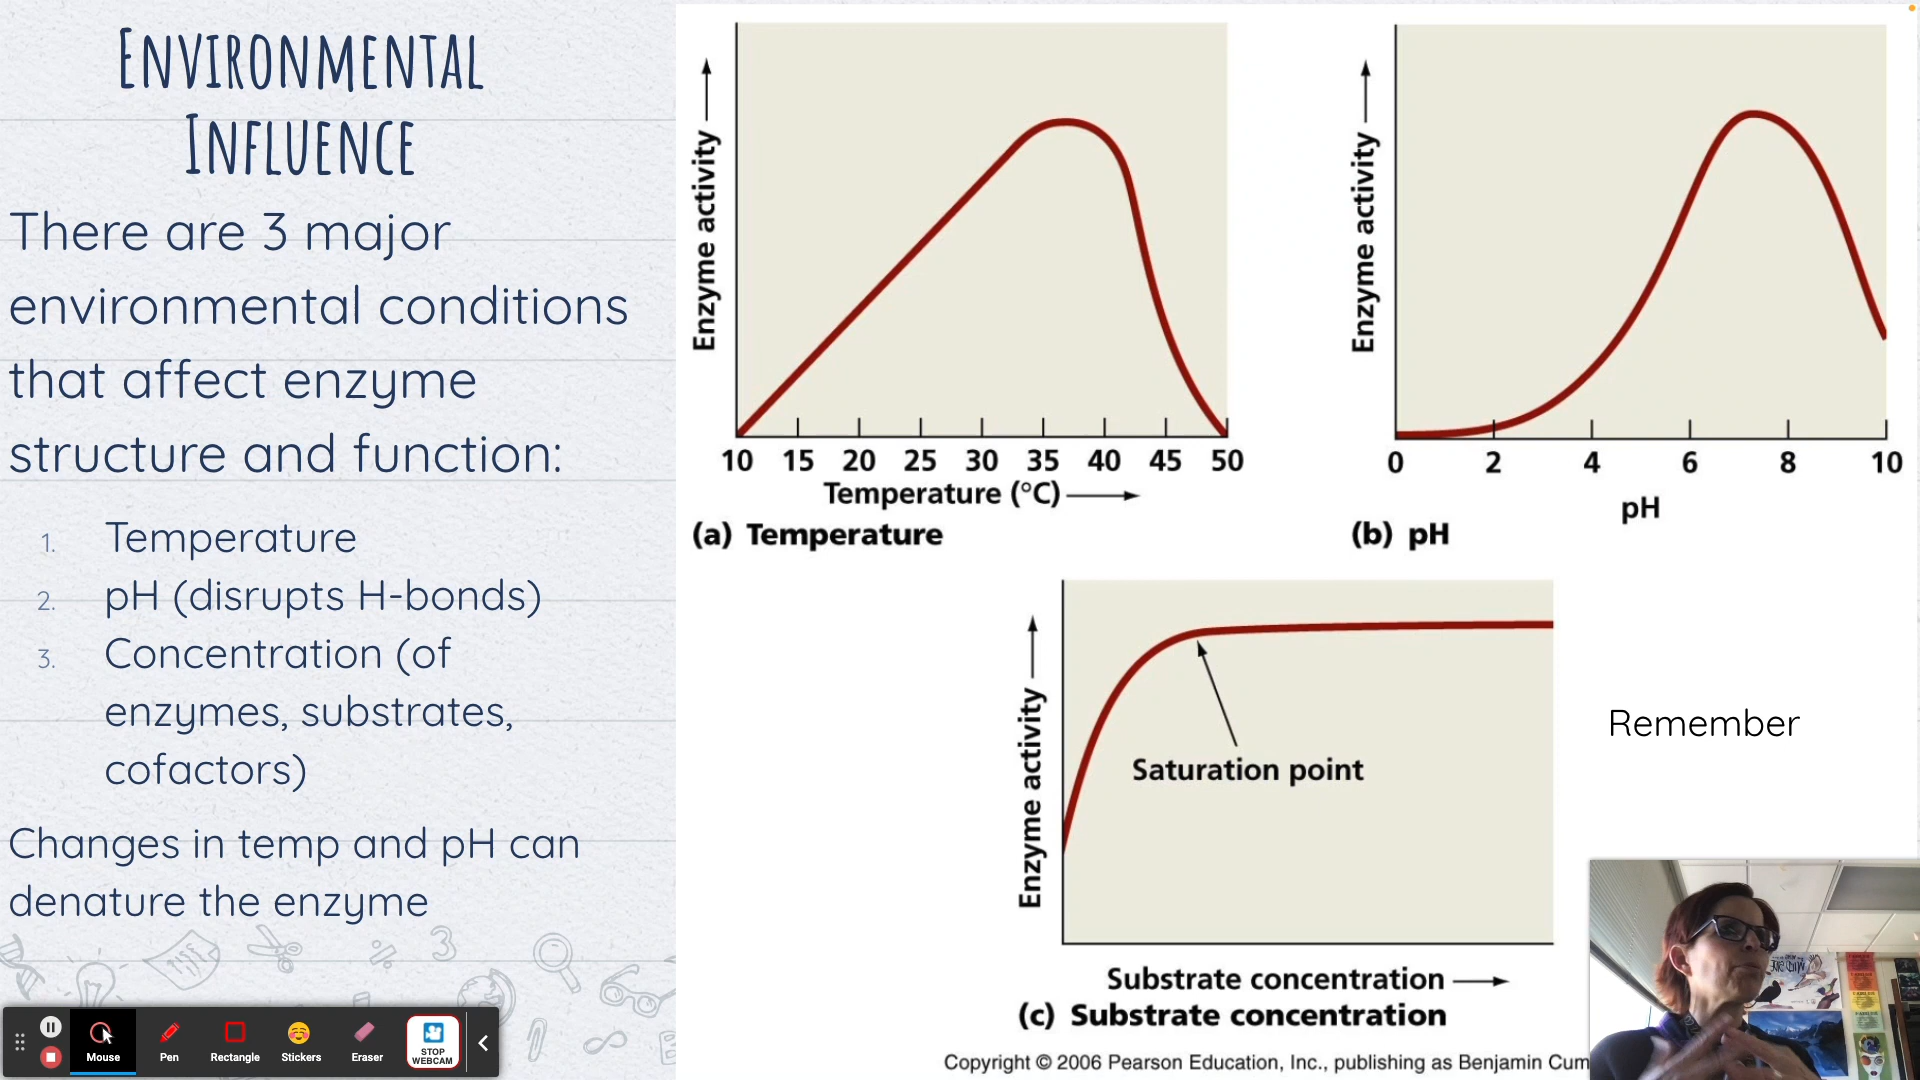 ENVIRONMENTAL
INFLUENCE
There are 3 major
environmental conditions
that affect enzyme
structure and function:
1. Temperature
2. pH (disrupts H-bonds)
3. Concentration (of
enzymes, substrates,
cofactors)
Changes in temp and pH can
denature the enzyme
Enzyme activity
10 15 20 25 30 35 40 45 50
Temperature (°C)
(a) Temperature
Enzyme activity
0 2 4 6 8 10
pH
(b) pH
Enzyme activity
Saturation point
Substrate concentration
(c) Substrate concentration
Remember
Copyright © 2006 Pearson Education, Inc., publishing as Benjamin Cum
Mouse
Pen
Rectangle
Stickers
Eraser
STOP
WEBCAM